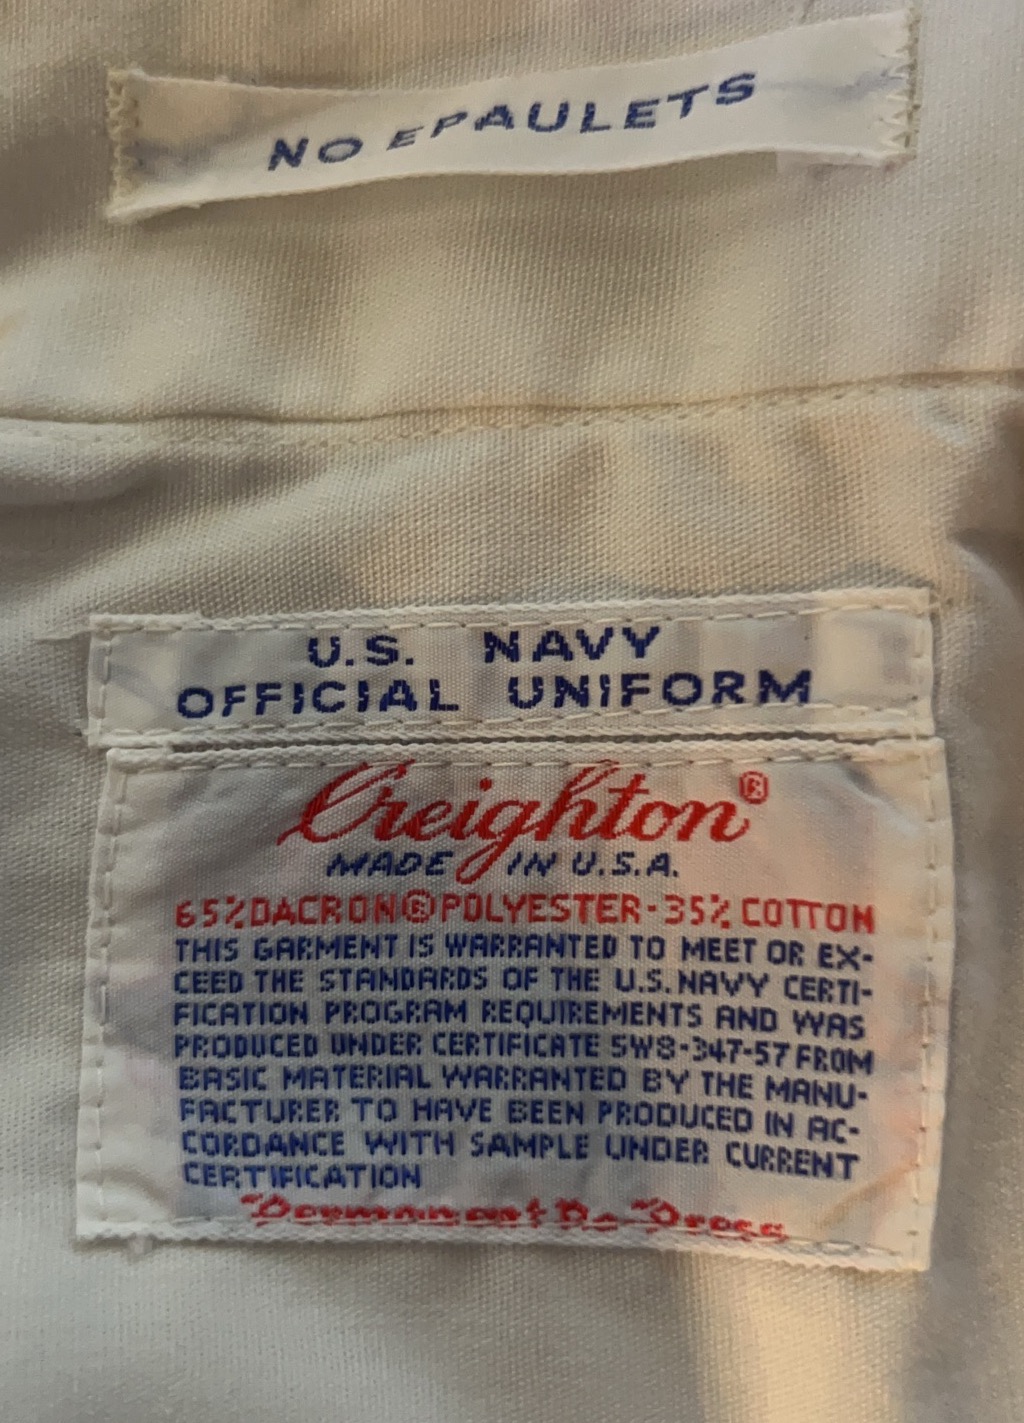 NO EPAULETS
U.S. NAVY
OFFICIAL UNIFORM
Creighton®
MADE IN U.S.A.
65%DACRON®POLYESTER-35% COTTON
THIS GARMENT IS WARRANTED TO MEET OR EX-
CEED THE STANDARDS OF THE U.S. NAVY CERTI-
FICATION PROGRAM REQUIREMENTS AND WAS
PRODUCED UNDER CERTIFICATE SW8-347-57 FROM
BASIC MATERIAL WARRANTED BY THE MANU-
FACTURER TO HAVE BEEN PRODUCED IN AC-
CORDANCE WITH SAMPLE UNDER CURRENT
CERTIFICATION
"Permanent